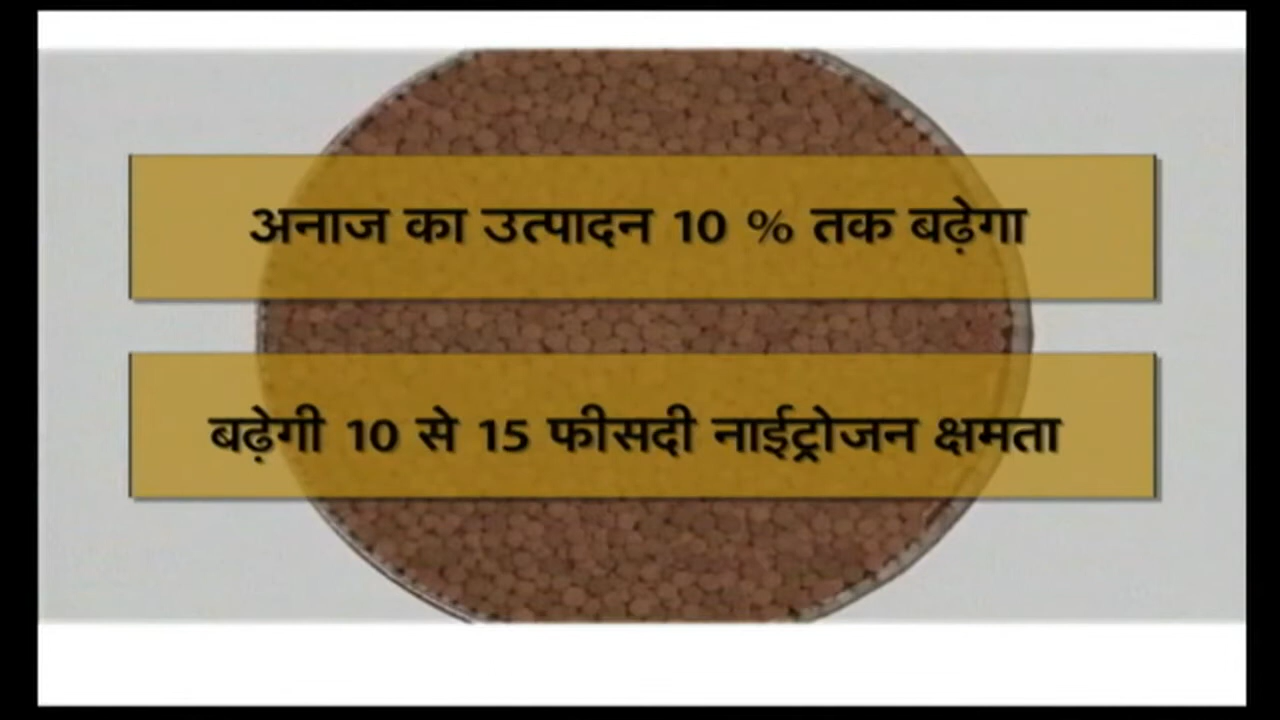 अनाज का उत्पादन 10 % तक बढ़ेगा
बढ़ेगी 10 से 15 फीसदी नाईट्रोजन क्षमता